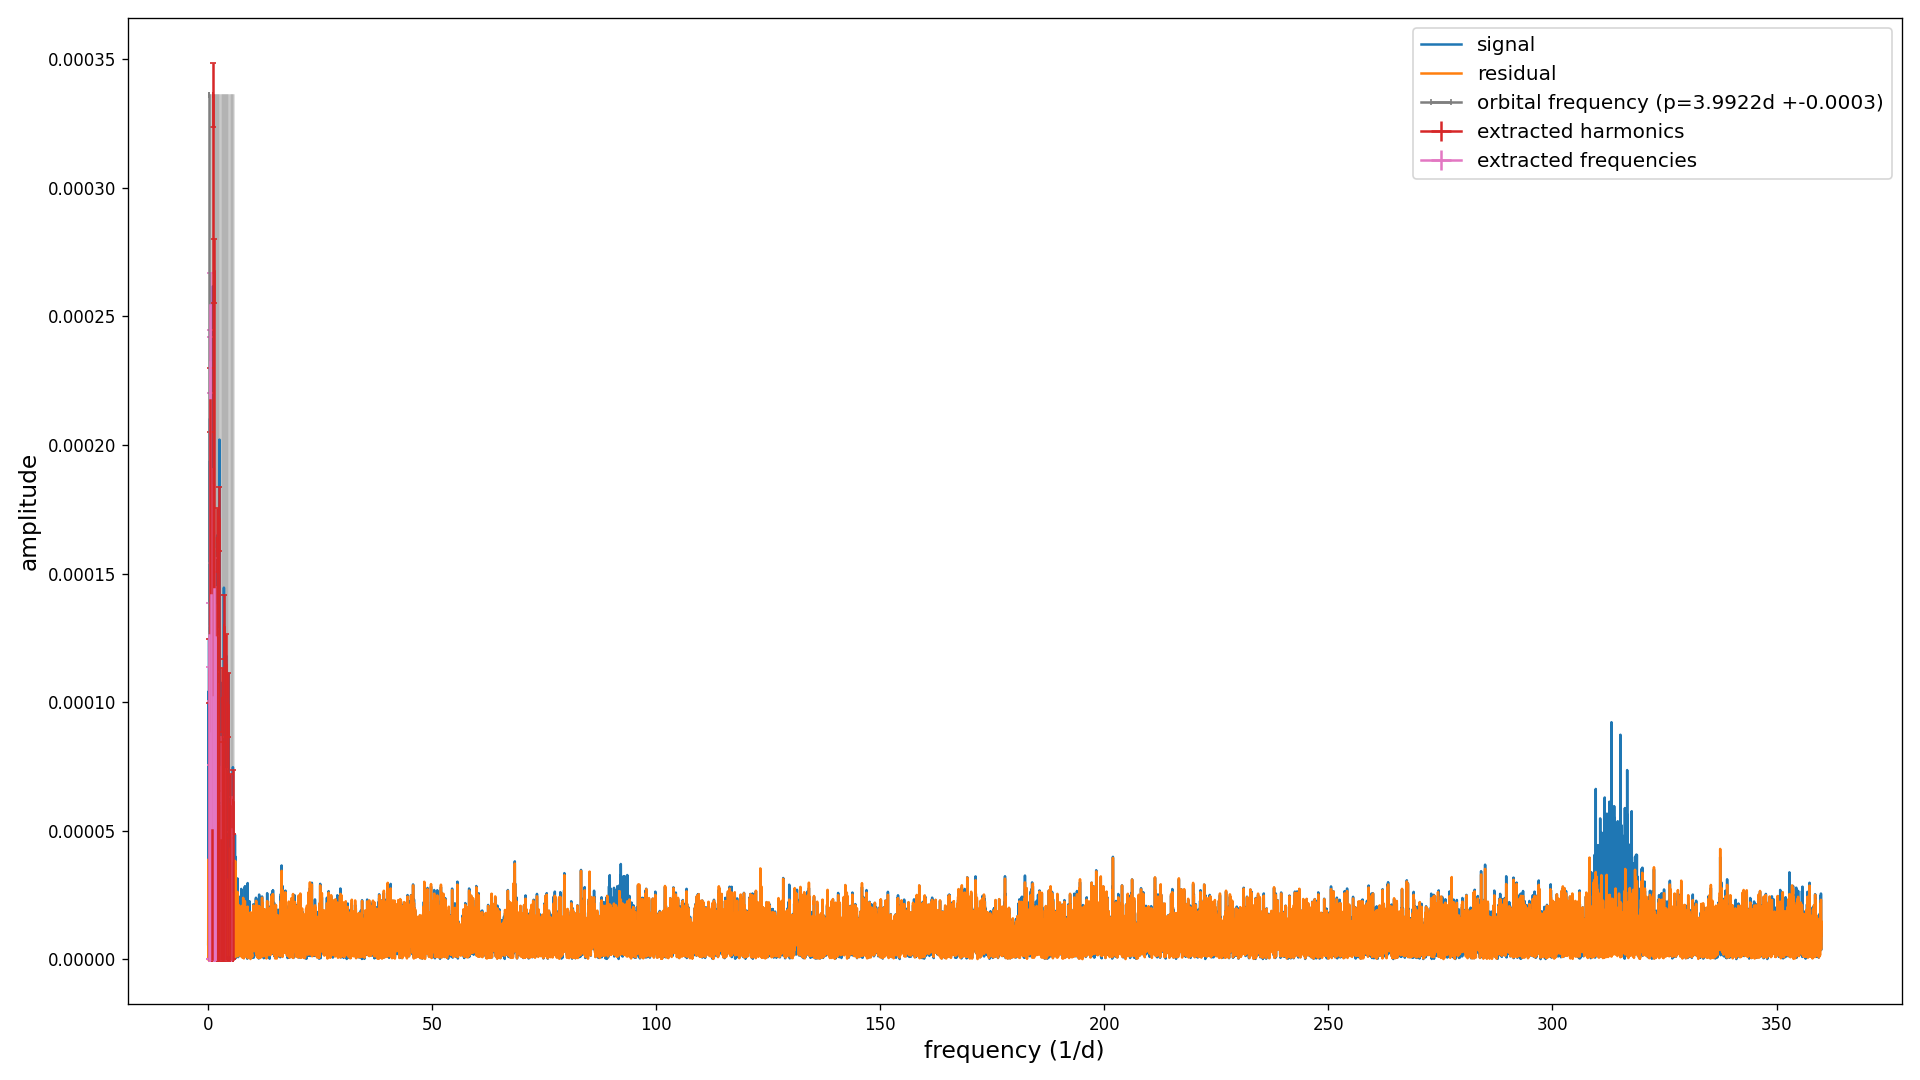 signal
residual
orbital frequency (p=3.9922d +-0.0003)
extracted harmonics
extracted frequencies
amplitude
0.00035
0.00030
0.00025
0.00020
0.00015
0.00010
0.00005
0.00000
0 50 100 150 200 250 300 350
frequency (1/d)